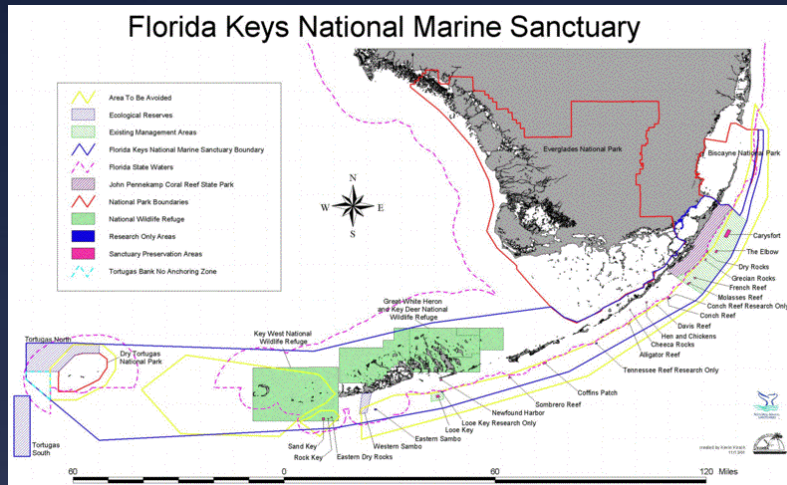 Florida Keys National Marine Sanctuary
Area To Be Avoided
Ecological Reserves
Existing Management Areas
Florida Keys National Marine Sanctuary Boundary
Florida State Waters
John Pennekamp Coral Reef State Park
National Park Boundaries
National Wildlife Refuge
Research Only Areas
Sanctuary Preservation Areas
Tortugas Bank No Anchoring Zone
N
W E
S
Everglades National Park
Biscayne National Park
Carysfort
The Elbow
Dry Rocks
Grecian Rocks
French Reef
Molasses Reef
Conch Reef Research Only
Conch Reef
Davis Reef
Hen and Chickens
Cheeca Rocks
Alligator Reef
Tennessee Reef Research Only
Coffins Patch
Sombrero Reef
Newfound Harbor
Looe Key Research Only
Looe Key
Eastern Sambo
Western Sambo
Eastern Dry Rocks
Rock Key
Sand Key
Great White Heron
and Key Deer National
Wildlife Refuge
Key West National
Wildlife Refuge
Tortugas North
Dry Tortugas
National Park
Tortugas
South
60 0 60 120 Miles